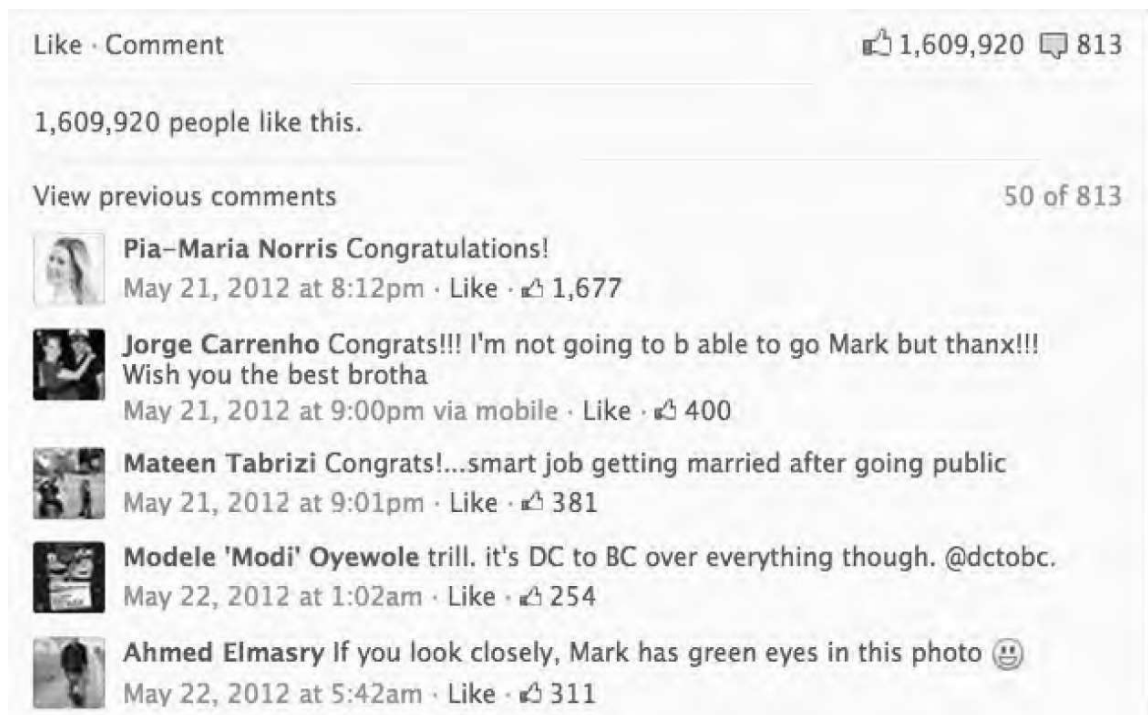 Like · Comment 1,609,920 813
1,609,920 people like this.
View previous comments 50 of 813
Pia-Maria Norris Congratulations!
May 21, 2012 at 8:12pm · Like · 1,677
Jorge Carrenho Congrats!!! I'm not going to b able to go Mark but thanx!!!
Wish you the best brotha
May 21, 2012 at 9:00pm via mobile · Like · 400
Mateen Tabrizi Congrats!...smart job getting married after going public
May 21, 2012 at 9:01pm · Like · 381
Modele 'Modi' Oyewole trill. it's DC to BC over everything though. @dctobc.
May 22, 2012 at 1:02am · Like · 254
Ahmed Elmasry If you look closely, Mark has green eyes in this photo 😃
May 22, 2012 at 5:42am · Like · 311